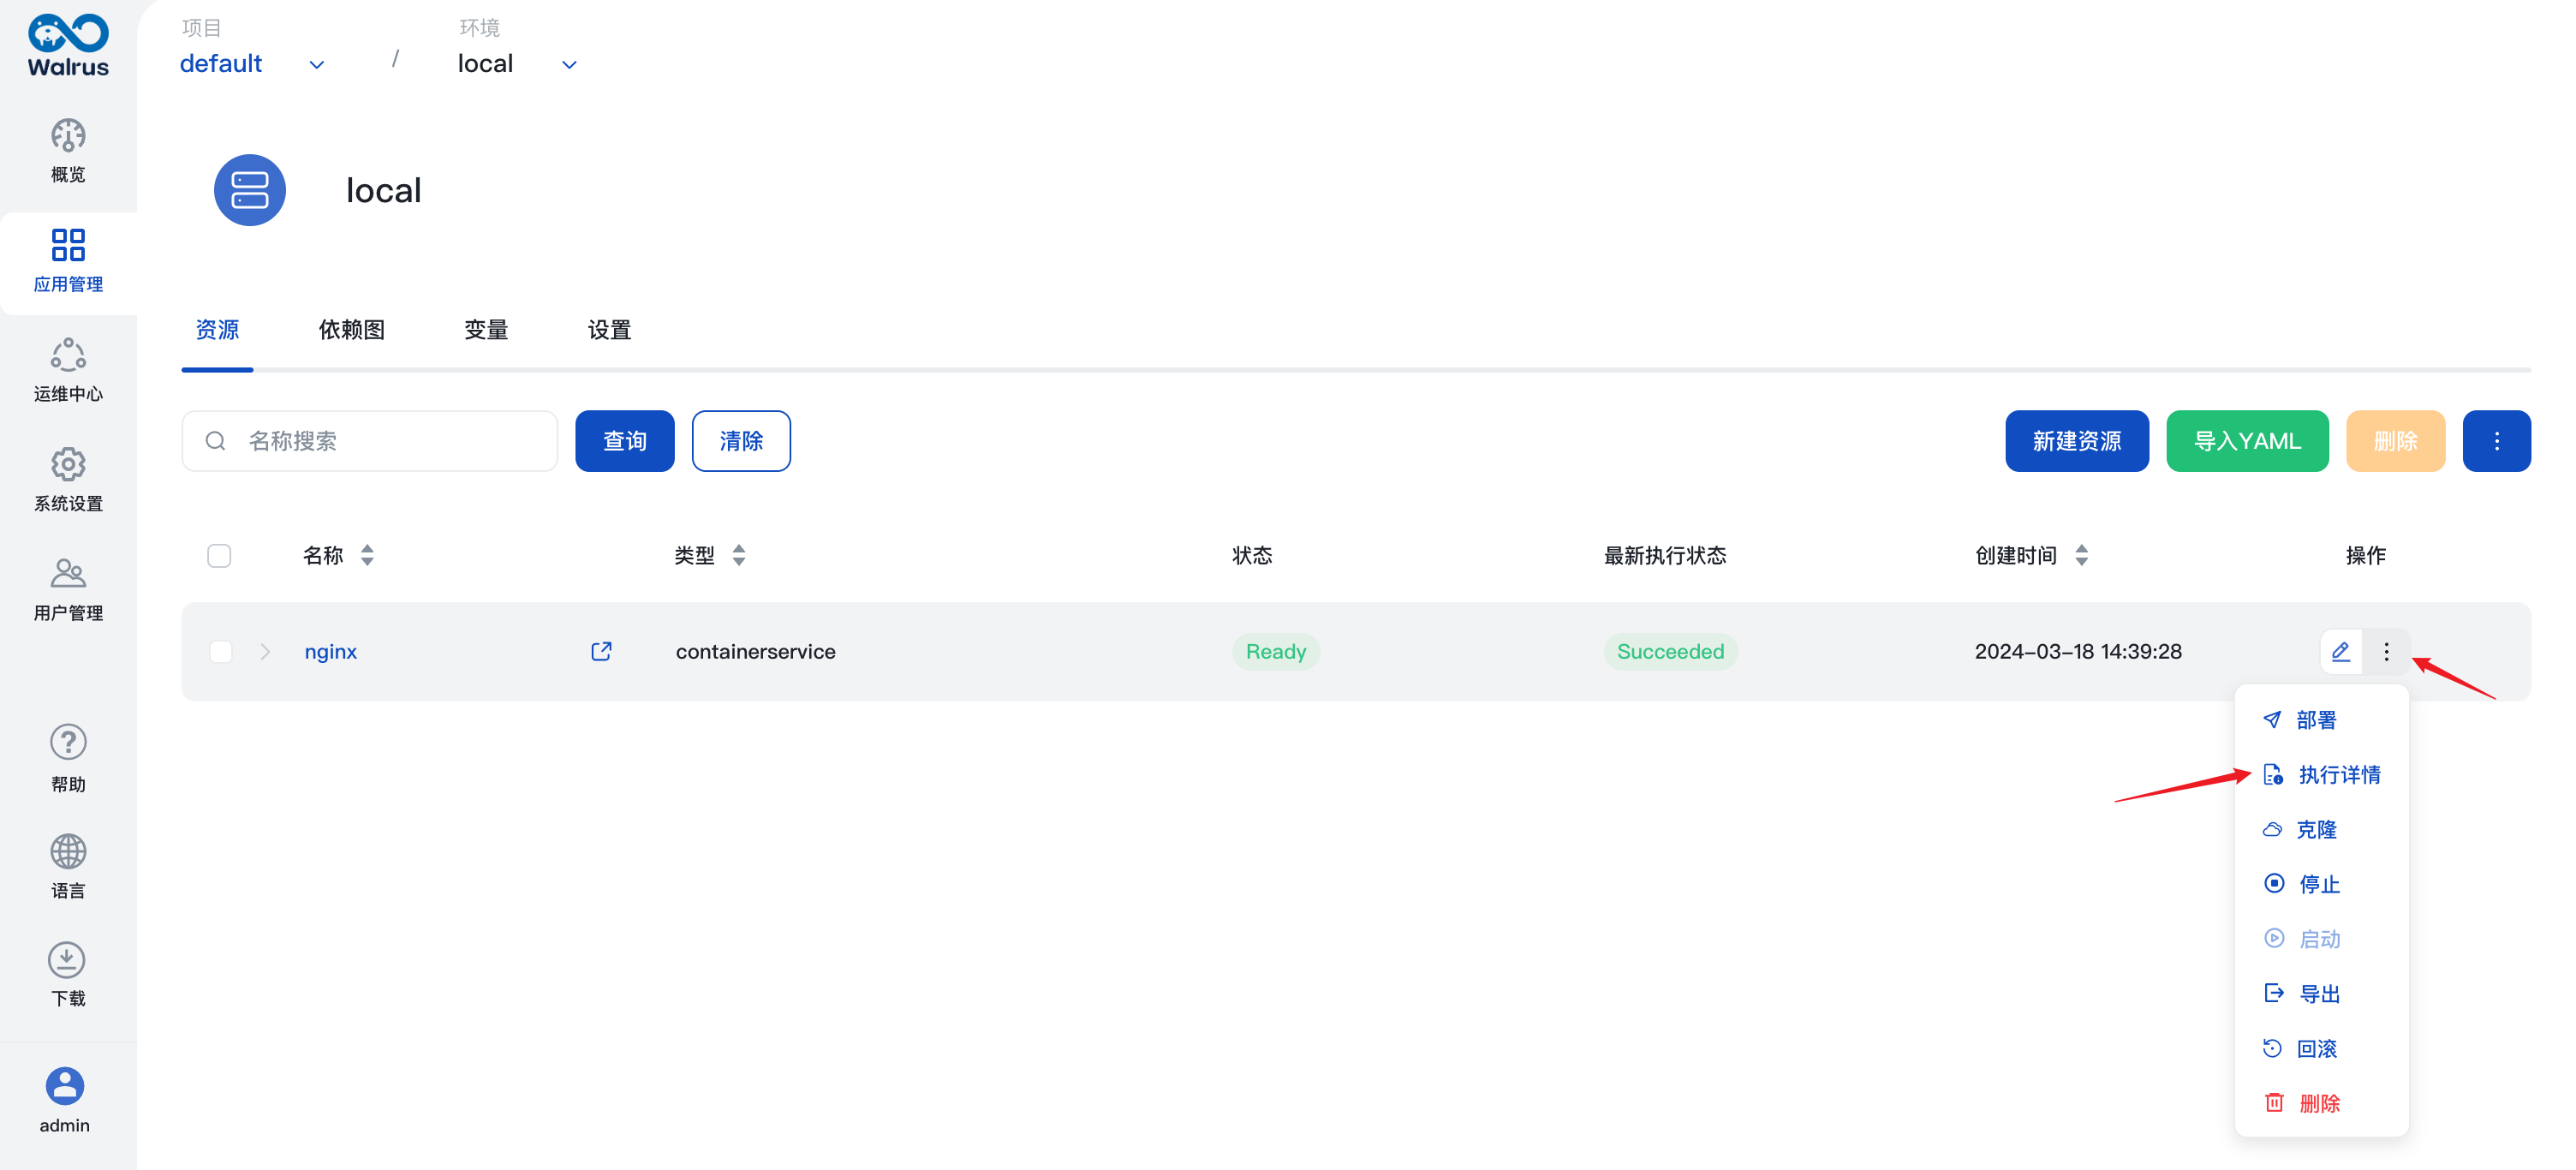 Walrus
项目
环境
default
/
local
概览
local
应用管理
资源
依赖图
变量
设置
运维中心
名称搜索
查询
清除
新建资源
导入YAML
删除
系统设置
名称
类型
状态
最新执行状态
创建时间
操作
用户管理
nginx
containerservice
Ready
Succeeded
2024-03-18 14:39:28
部署
执行详情
帮助
克隆
语言
停止
启动
下载
导出
回滚
删除
admin